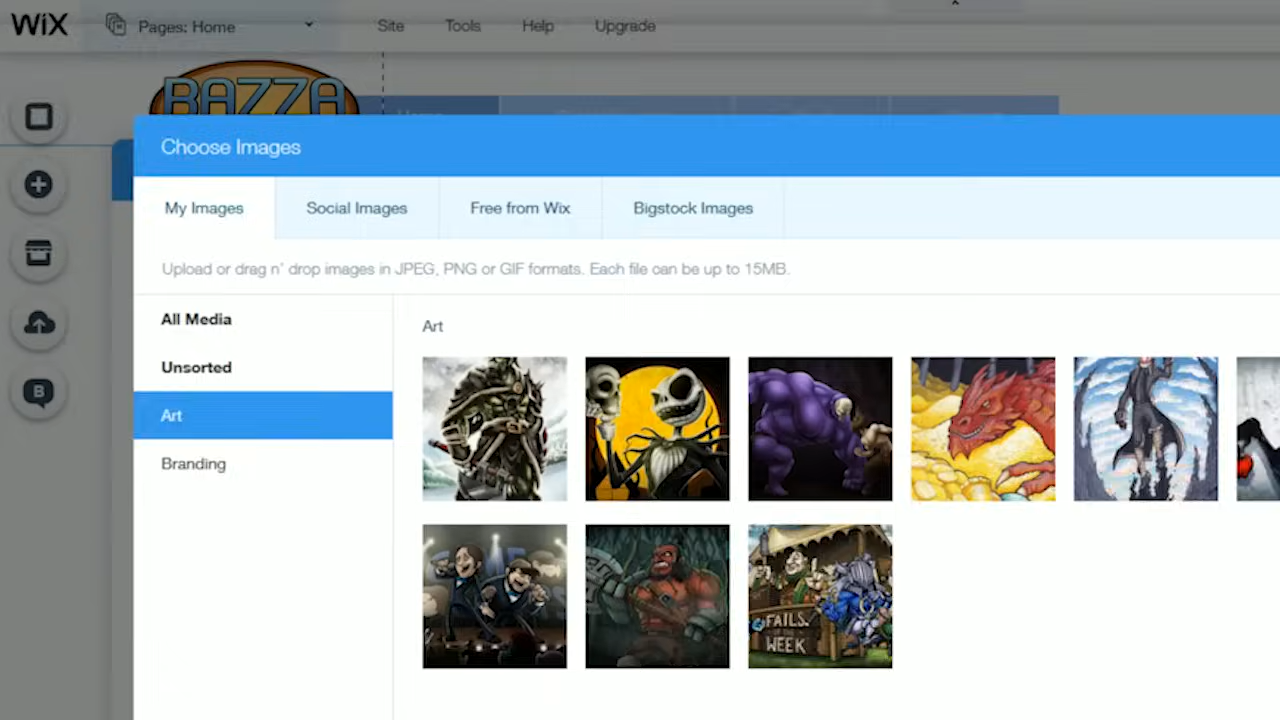 WiX
Pages: Home
Site
Tools
Help
Upgrade
BAZZA
Choose Images
My Images
Social Images
Free from Wix
Bigstock Images
Upload or drag n' drop images in JPEG, PNG or GIF formats. Each file can be up to 15MB.
All Media
Unsorted
Art
Branding
Art
B
FAILS
OF THE
WEEK